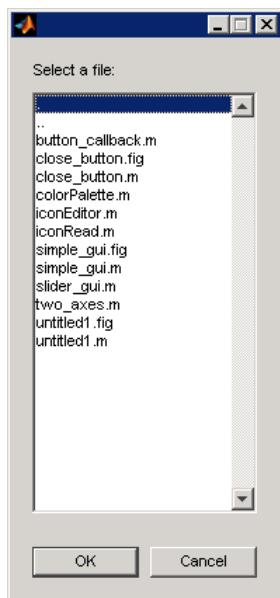 Select a file:
.
..
button_callback.m
close_button.fig
close_button.m
colorPalette.m
iconEditor.m
iconRead.m
simple_gui.fig
simple_gui.m
slider_gui.m
two_axes.m
untitled1.fig
untitled1.m
OK
Cancel